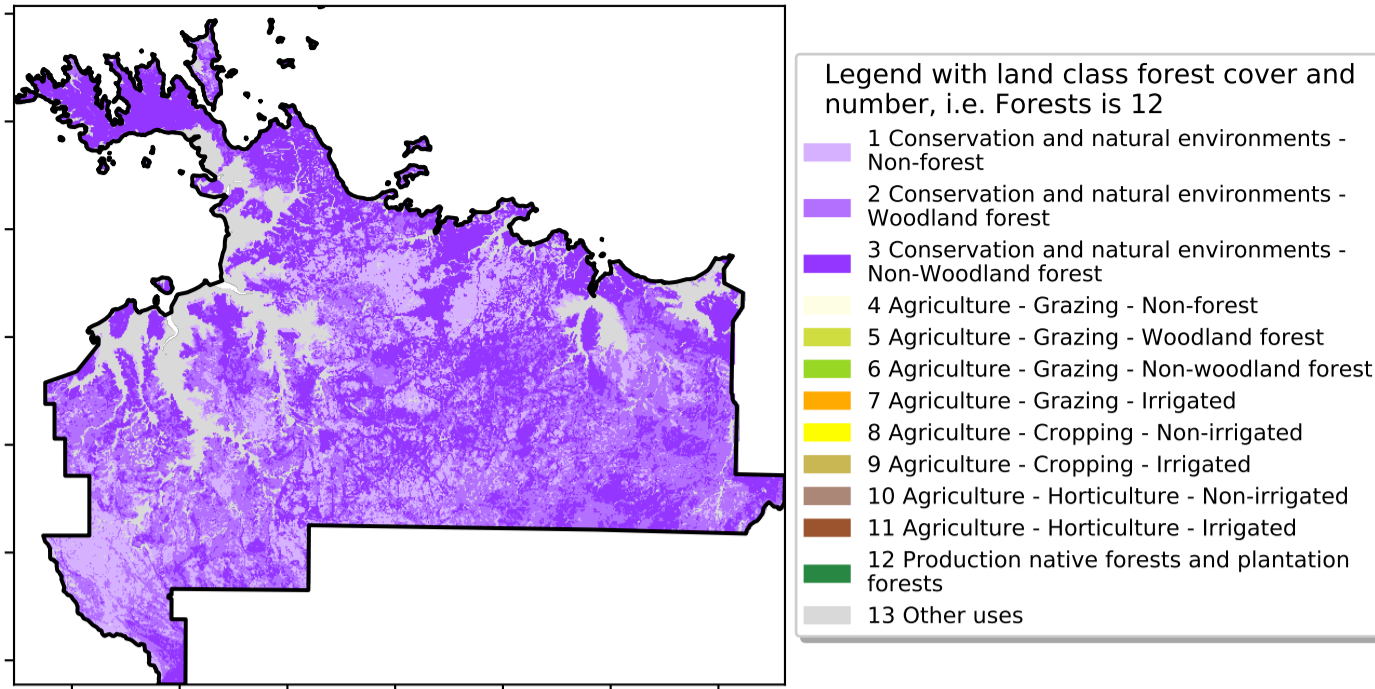 Legend with land class forest cover and
number, i.e. Forests is 12
1 Conservation and natural environments -
Non-forest
2 Conservation and natural environments -
Woodland forest
3 Conservation and natural environments -
Non-Woodland forest
4 Agriculture - Grazing - Non-forest
5 Agriculture - Grazing - Woodland forest
6 Agriculture - Grazing - Non-woodland forest
7 Agriculture - Grazing - Irrigated
8 Agriculture - Cropping - Non-irrigated
9 Agriculture - Cropping - Irrigated
10 Agriculture - Horticulture - Non-irrigated
11 Agriculture - Horticulture - Irrigated
12 Production native forests and plantation
forests
13 Other uses